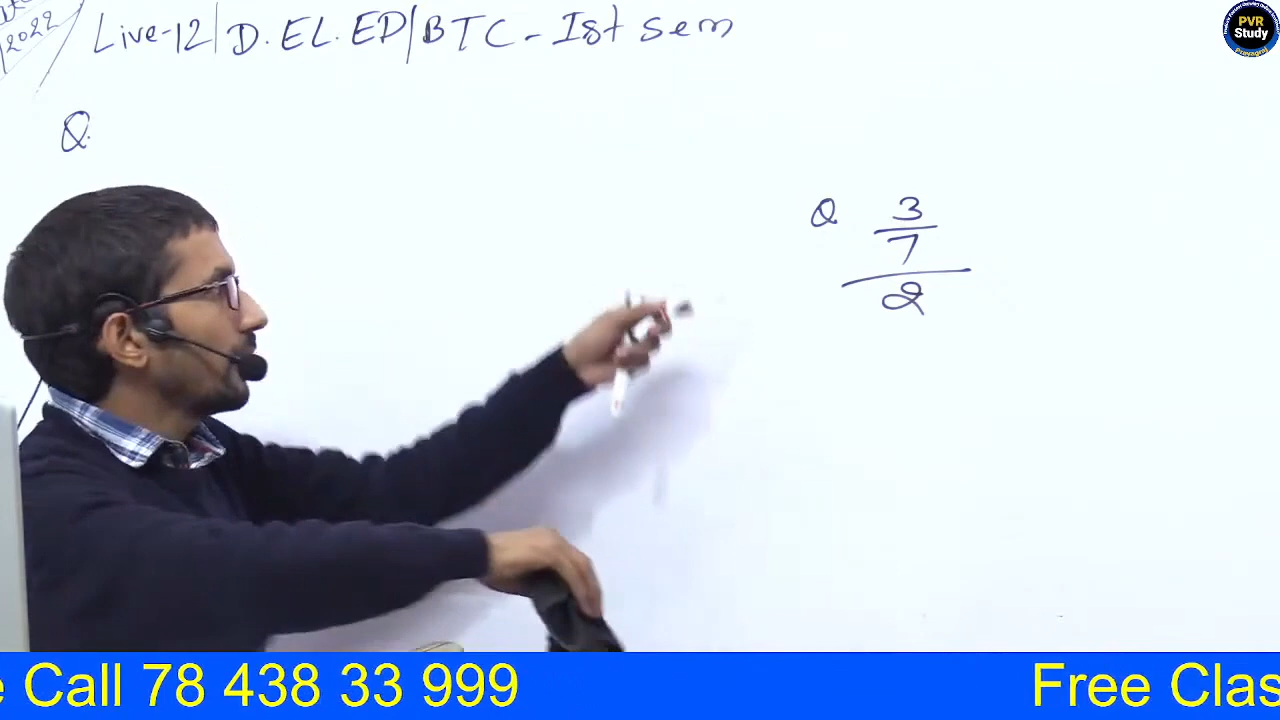 2022
Live-12/ D.EL.ED/BTC - Ist sem
Q.
Q 3
7
2
PVR
Study
Prayagraj
e Call 78 438 33 999
Free Clas